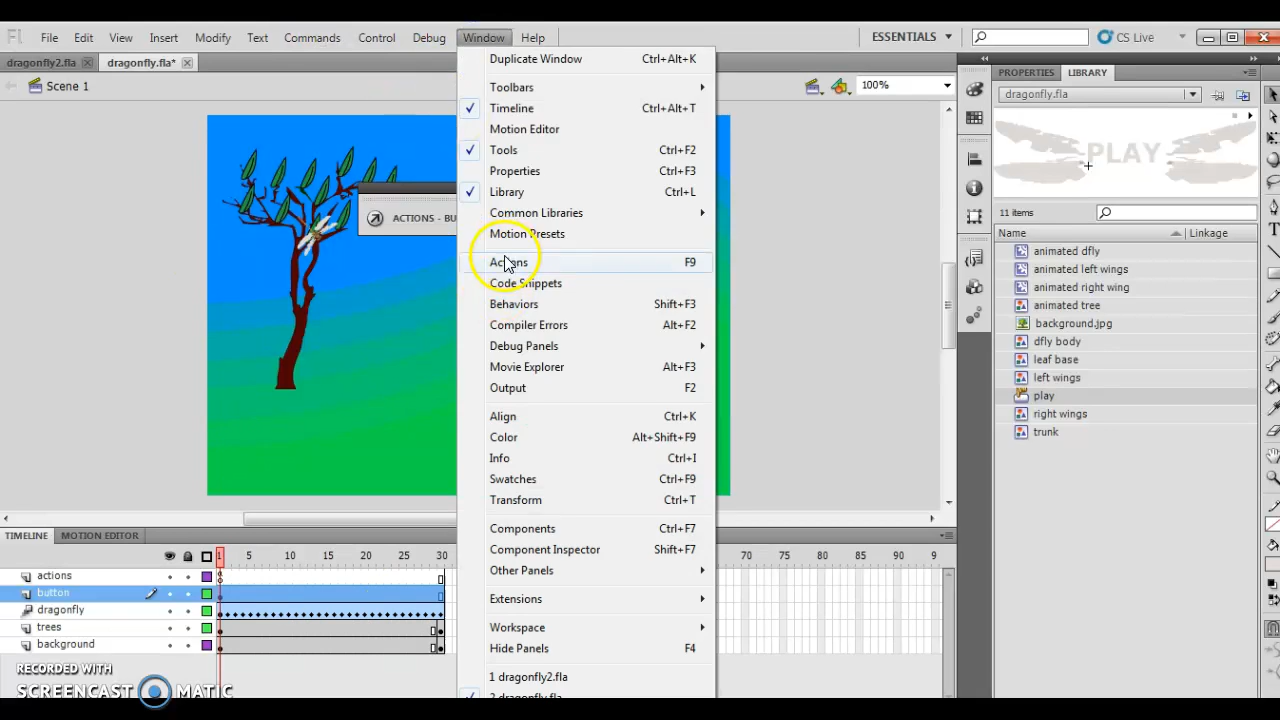 Fl File Edit View Insert Modify Text Commands Control Debug Window Help ESSENTIALS CS Live
dragonfly2.fla dragonfly.fla*
Scene 1 100%
ACTIONS - BU
Duplicate Window Ctrl+Alt+K
Toolbars
Timeline Ctrl+Alt+T
Motion Editor
Tools Ctrl+F2
Properties Ctrl+F3
Library Ctrl+L
Common Libraries
Motion Presets
Actions F9
Code Snippets
Behaviors Shift+F3
Compiler Errors Alt+F2
Debug Panels
Movie Explorer Alt+F3
Output F2
Align Ctrl+K
Color Alt+Shift+F9
Info Ctrl+I
Swatches Ctrl+F9
Transform Ctrl+T
Components Ctrl+F7
Component Inspector Shift+F7
Other Panels
Extensions
Workspace
Hide Panels F4
1 dragonfly2.fla
2 dragonfly.fla
PROPERTIES LIBRARY
dragonfly.fla
PLAY
11 items
Name Linkage
animated dfly
animated left wings
animated right wing
animated tree
background.jpg
dfly body
leaf base
left wings
play
right wings
trunk
TIMELINE MOTION EDITOR
1 5 10 15 20 25 30 70 75 80 85 90 9
actions
button
dragonfly
trees
background
RECORDED WITH
SCREENCAST MATIC